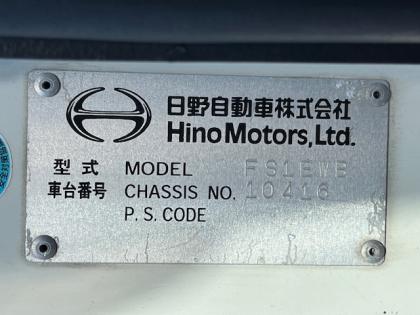 日野自動車株式会社
Hino Motors, Ltd.
型式 MODEL FS1EWB
車台番号 CHASSIS NO. 10416
P. S. CODE